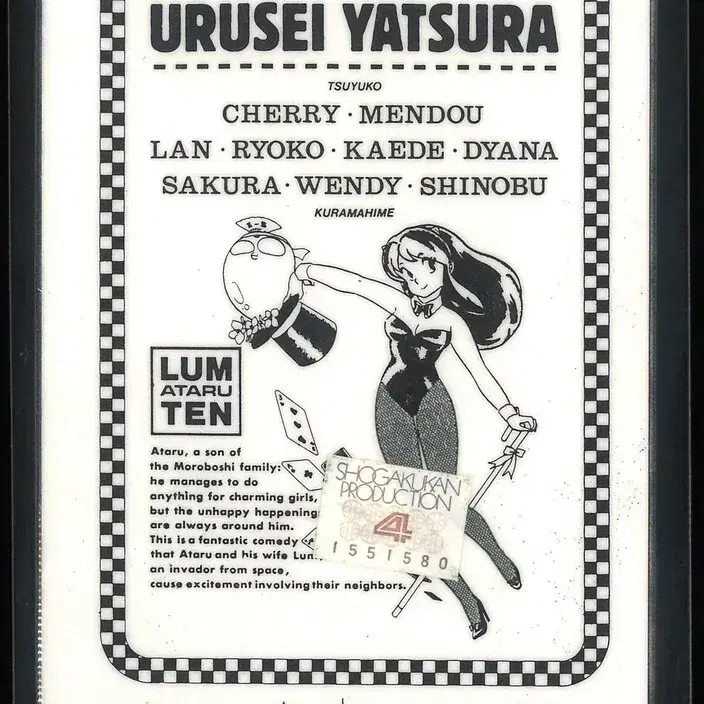 URUSEI YATSURA
TSUYUKO
CHERRY · MENDOU
LAN · RYOKO · KAEDE · DYANA
SAKURA · WENDY · SHINOBU
KURAMAHIME
LUM
ATARU
TEN
Ataru, a son of
the Moroboshi family:
he manages to do
anything for charming girls,
but the unhappy happening
are always around him.
This is a fantastic comedy
that Ataru and his wife Lum,
an invador from space,
cause excitement involving their neighbors.
SHOGAKUKAN
PRODUCTION
4
1551580